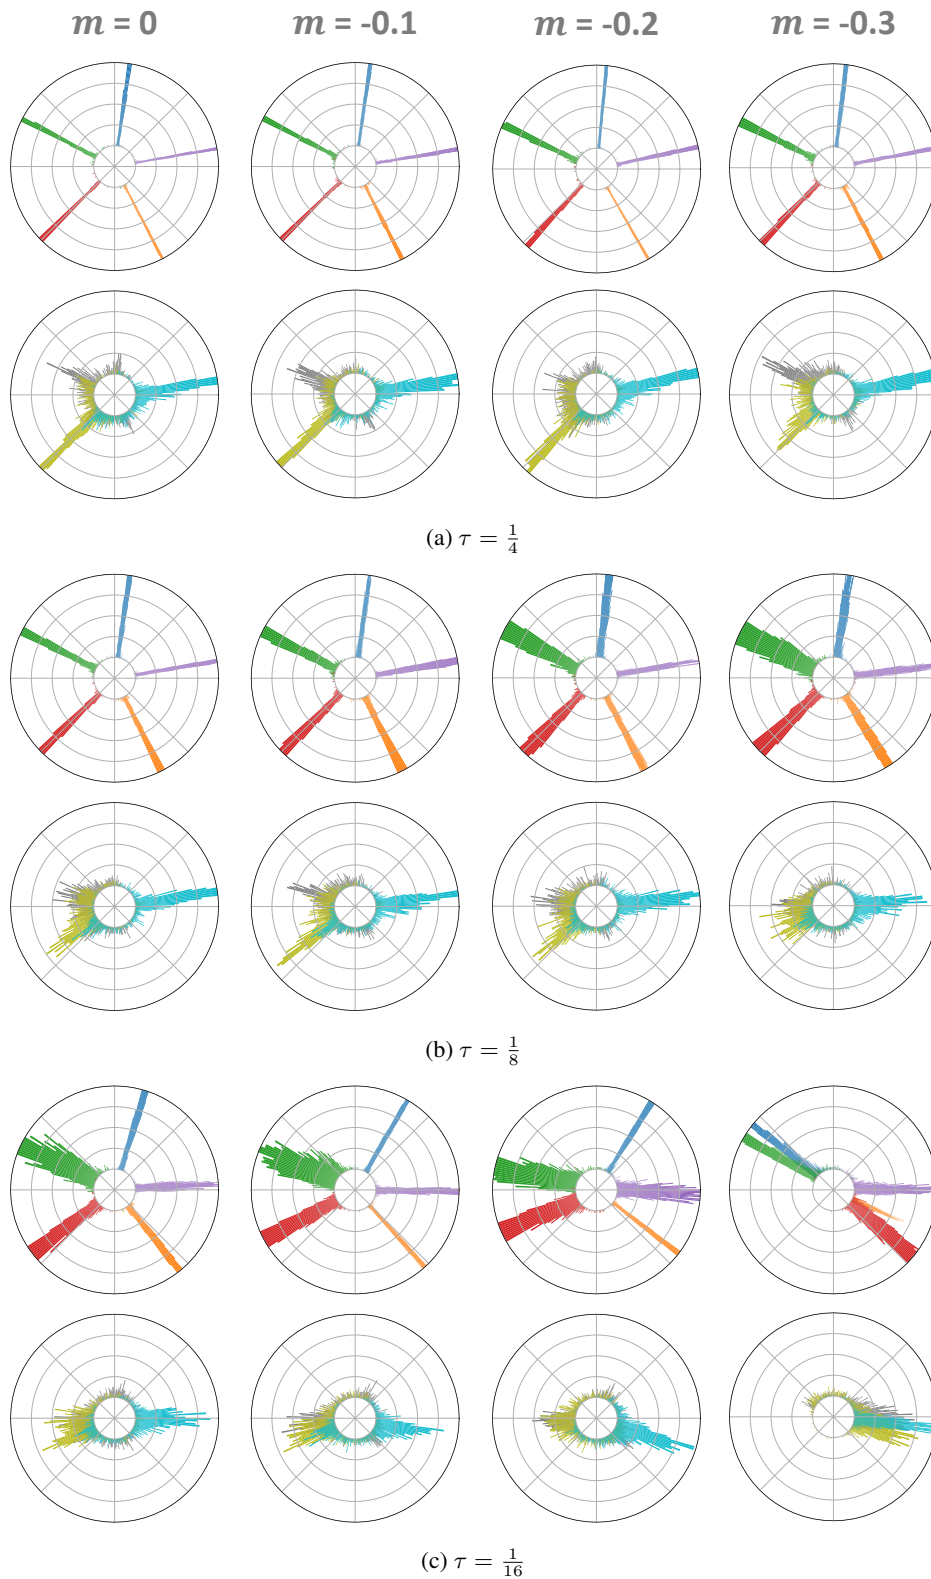 m = 0 m = -0.1 m = -0.2 m = -0.3
(a) τ = 1/4
(b) τ = 1/8
(c) τ = 1/16